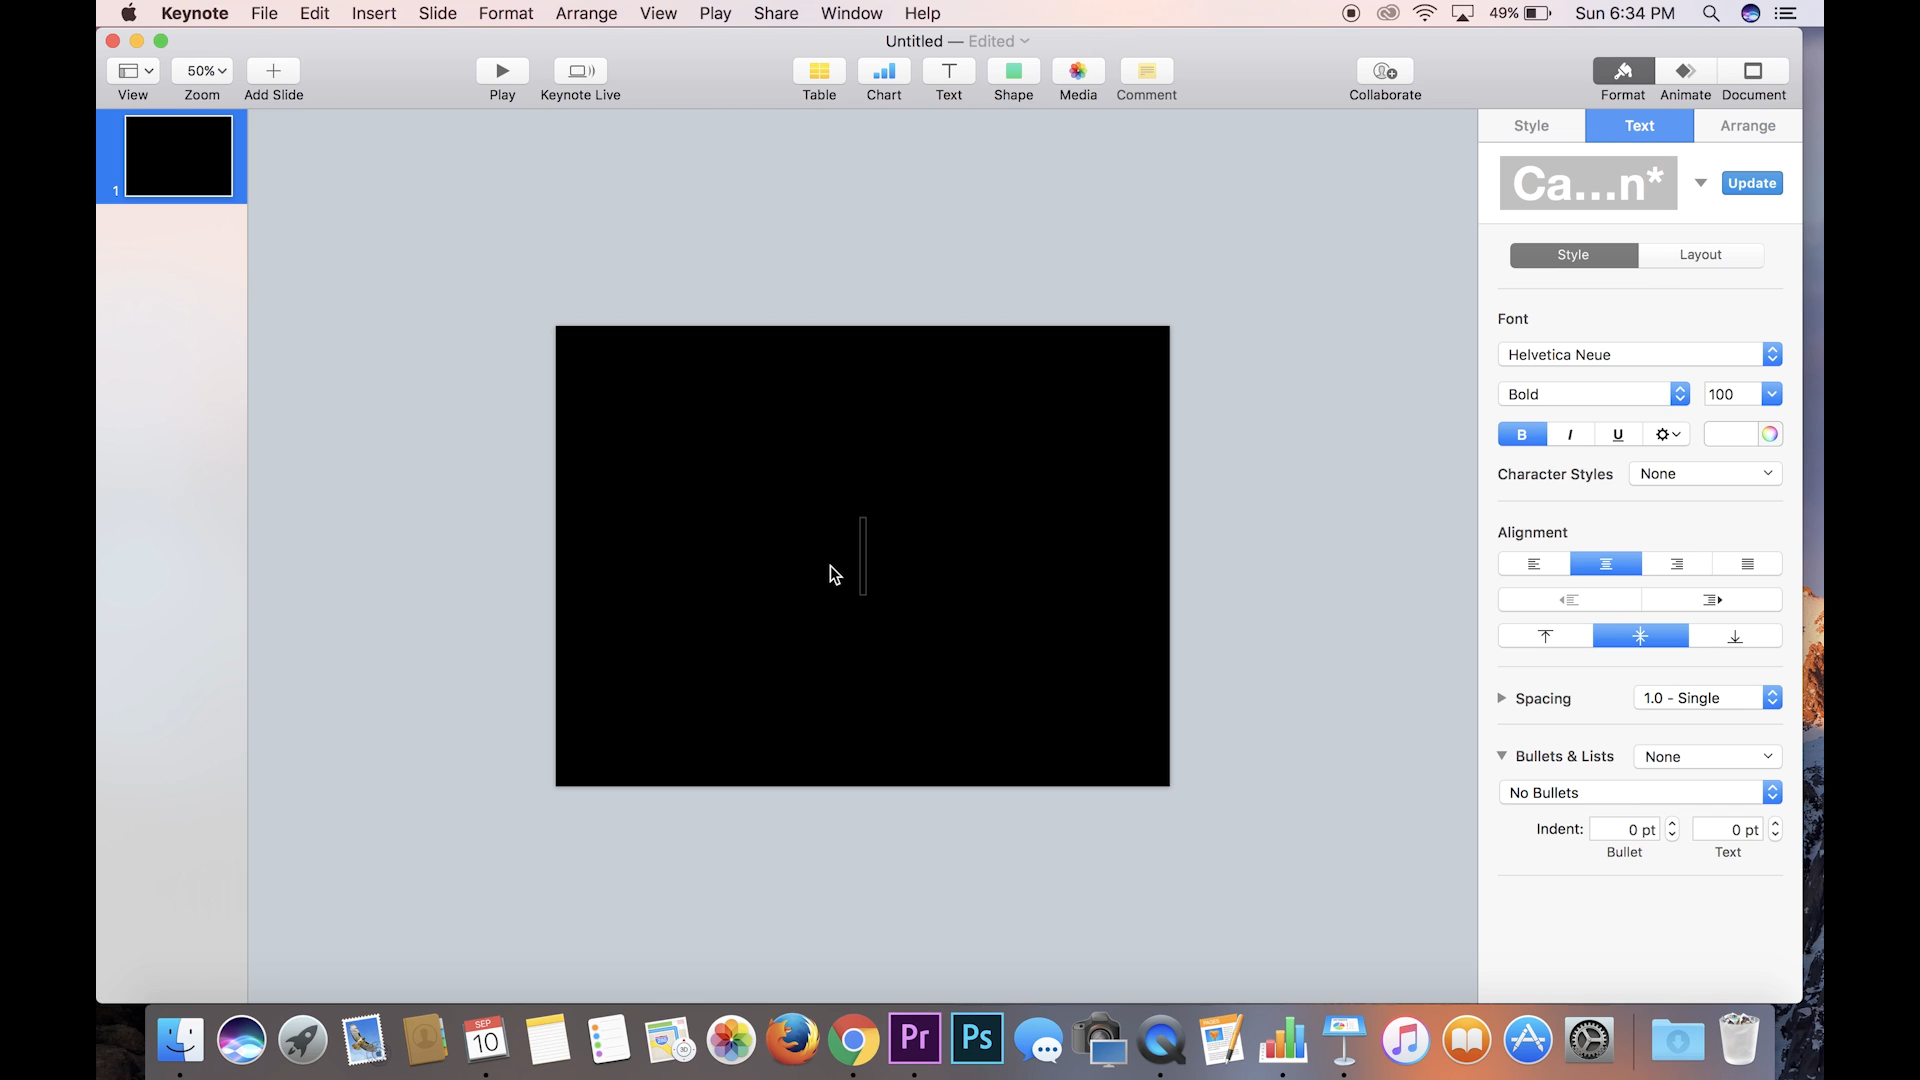 Keynote File Edit Insert Slide Format Arrange View Play Share Window Help 49% Sun 6:34 PM
Untitled — Edited
50%
View Zoom Add Slide Play Keynote Live Table Chart Text Shape Media Comment Collaborate Format Animate Document
Style Text Arrange
1
Ca...n* Update
Style Layout
Font
Helvetica Neue
Bold 100
B I U
Character Styles None
Alignment
Spacing 1.0 - Single
Bullets & Lists None
No Bullets
Indent: 0 pt 0 pt
Bullet Text
SEP
10
Pr Ps